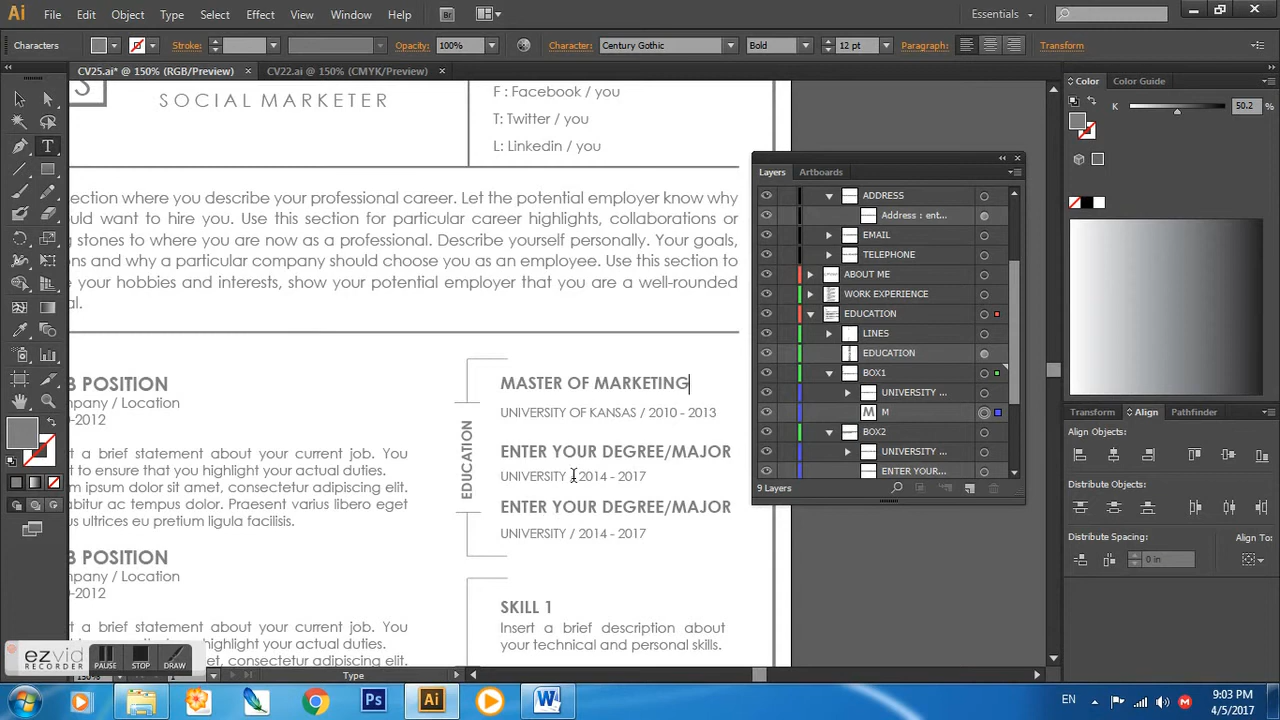 Ai File Edit Object Type Select Effect View Window Help Br Essentials
Characters Stroke: Opacity: 100% Character: Century Gothic Bold 12 pt Paragraph: Transform
CV25.ai* @ 150% (RGB/Preview) × CV22.ai @ 150% (CMYK/Preview) ×
S
SOCIAL MARKETER
F : Facebook / you
T: Twitter / you
L: Linkedin / you
ection where you describe your professional career. Let the potential employer know why
uld want to hire you. Use this section for particular career highlights, collaborations or
g stones to where you are now as a professional. Describe yourself personally. Your goals,
ns and why a particular company should choose you as an employee. Use this section to
e your hobbies and interests, show your potential employer that you are a well-rounded
al.
B POSITION
mpany / Location
0-2012
t a brief statement about your current job. You
t to ensure that you highlight your actual duties.
m ipsum dolor sit amet, consectetur adipiscing elit.
abitur ac tempus dolor. Praesent varius libero eget
us ultrices eu pretium ligula facilisis.
B POSITION
mpany / Location
0-2012
t a brief statement about your current job. You
highlight your actual duties.
et, consectetur adipiscing elit.
EDUCATION
MASTER OF MARKETING
UNIVERSITY OF KANSAS / 2010 - 2013
ENTER YOUR DEGREE/MAJOR
UNIVERSITY / 2014 - 2017
ENTER YOUR DEGREE/MAJOR
UNIVERSITY / 2014 - 2017
SKILL 1
Insert a brief description about
your technical and personal skills.
Layers Artboards
ADDRESS
Address : ent...
EMAIL
TELEPHONE
ABOUT ME
WORK EXPERIENCE
EDUCATION
LINES
EDUCATION
BOX1
UNIVERSITY ...
M M
BOX2
UNIVERSITY ...
ENTER YOUR...
9 Layers
Color Color Guide
K 50.2 %
Transform Align Pathfinder
Align Objects:
Distribute Objects:
Distribute Spacing: Align To:
0 in
ezvid
RECORDER
PAUSE STOP DRAW
150% 1 Type
Ps Ai W
EN 9:03 PM
4/5/2017